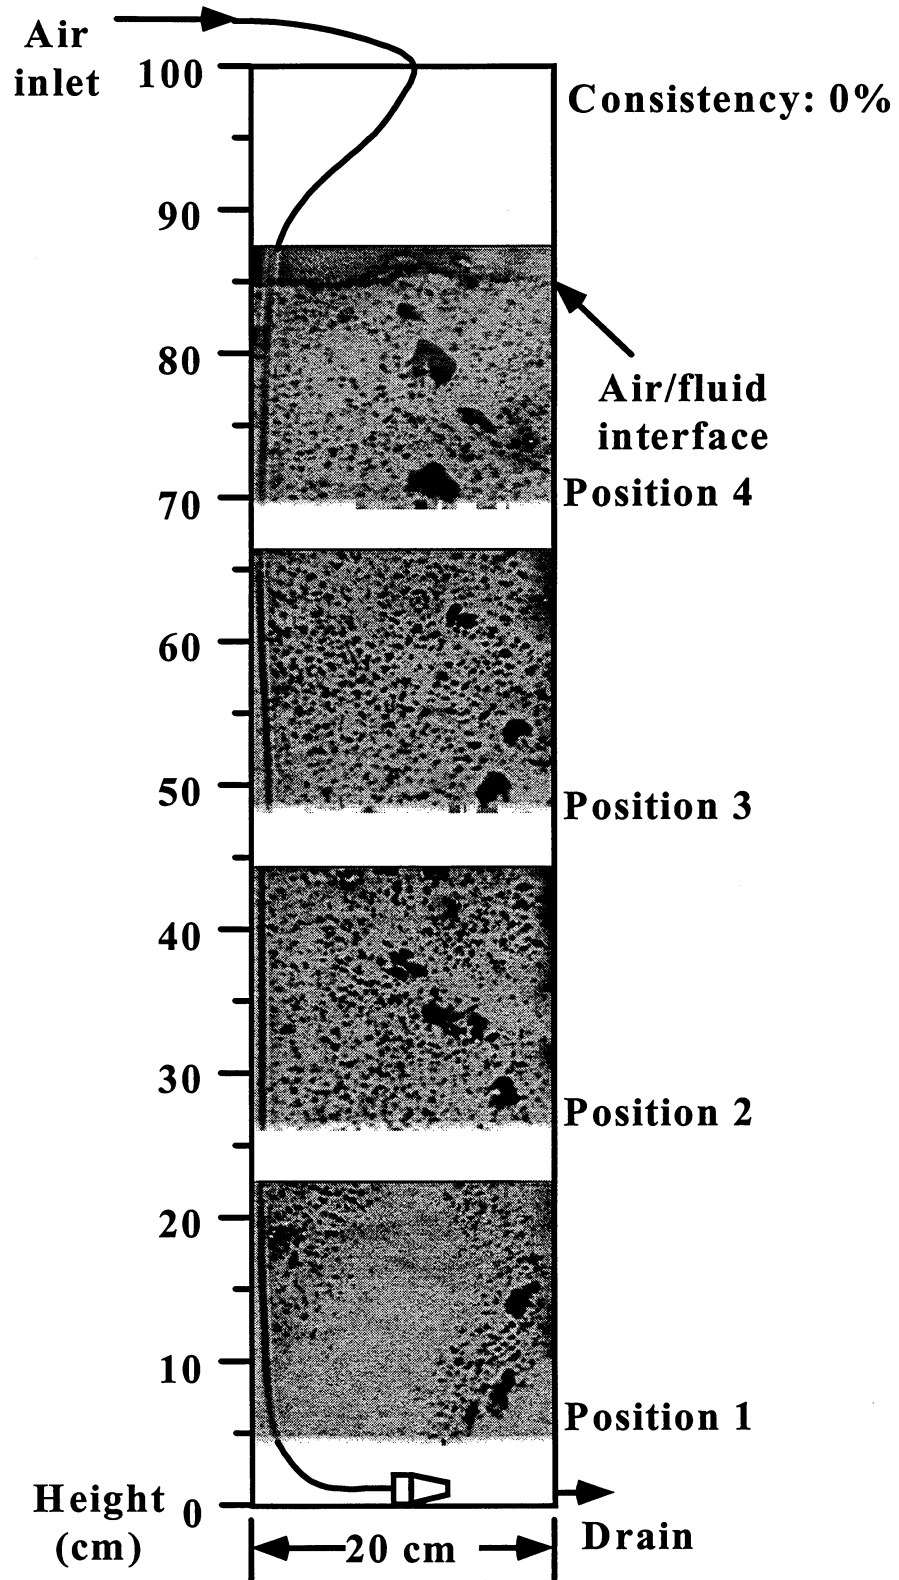 Air
inlet
100
Consistency: 0%
90
80
Air/fluid
interface
70
Position 4
60
50
Position 3
40
30
Position 2
20
10
Position 1
Height
(cm)
0
Drain
20 cm